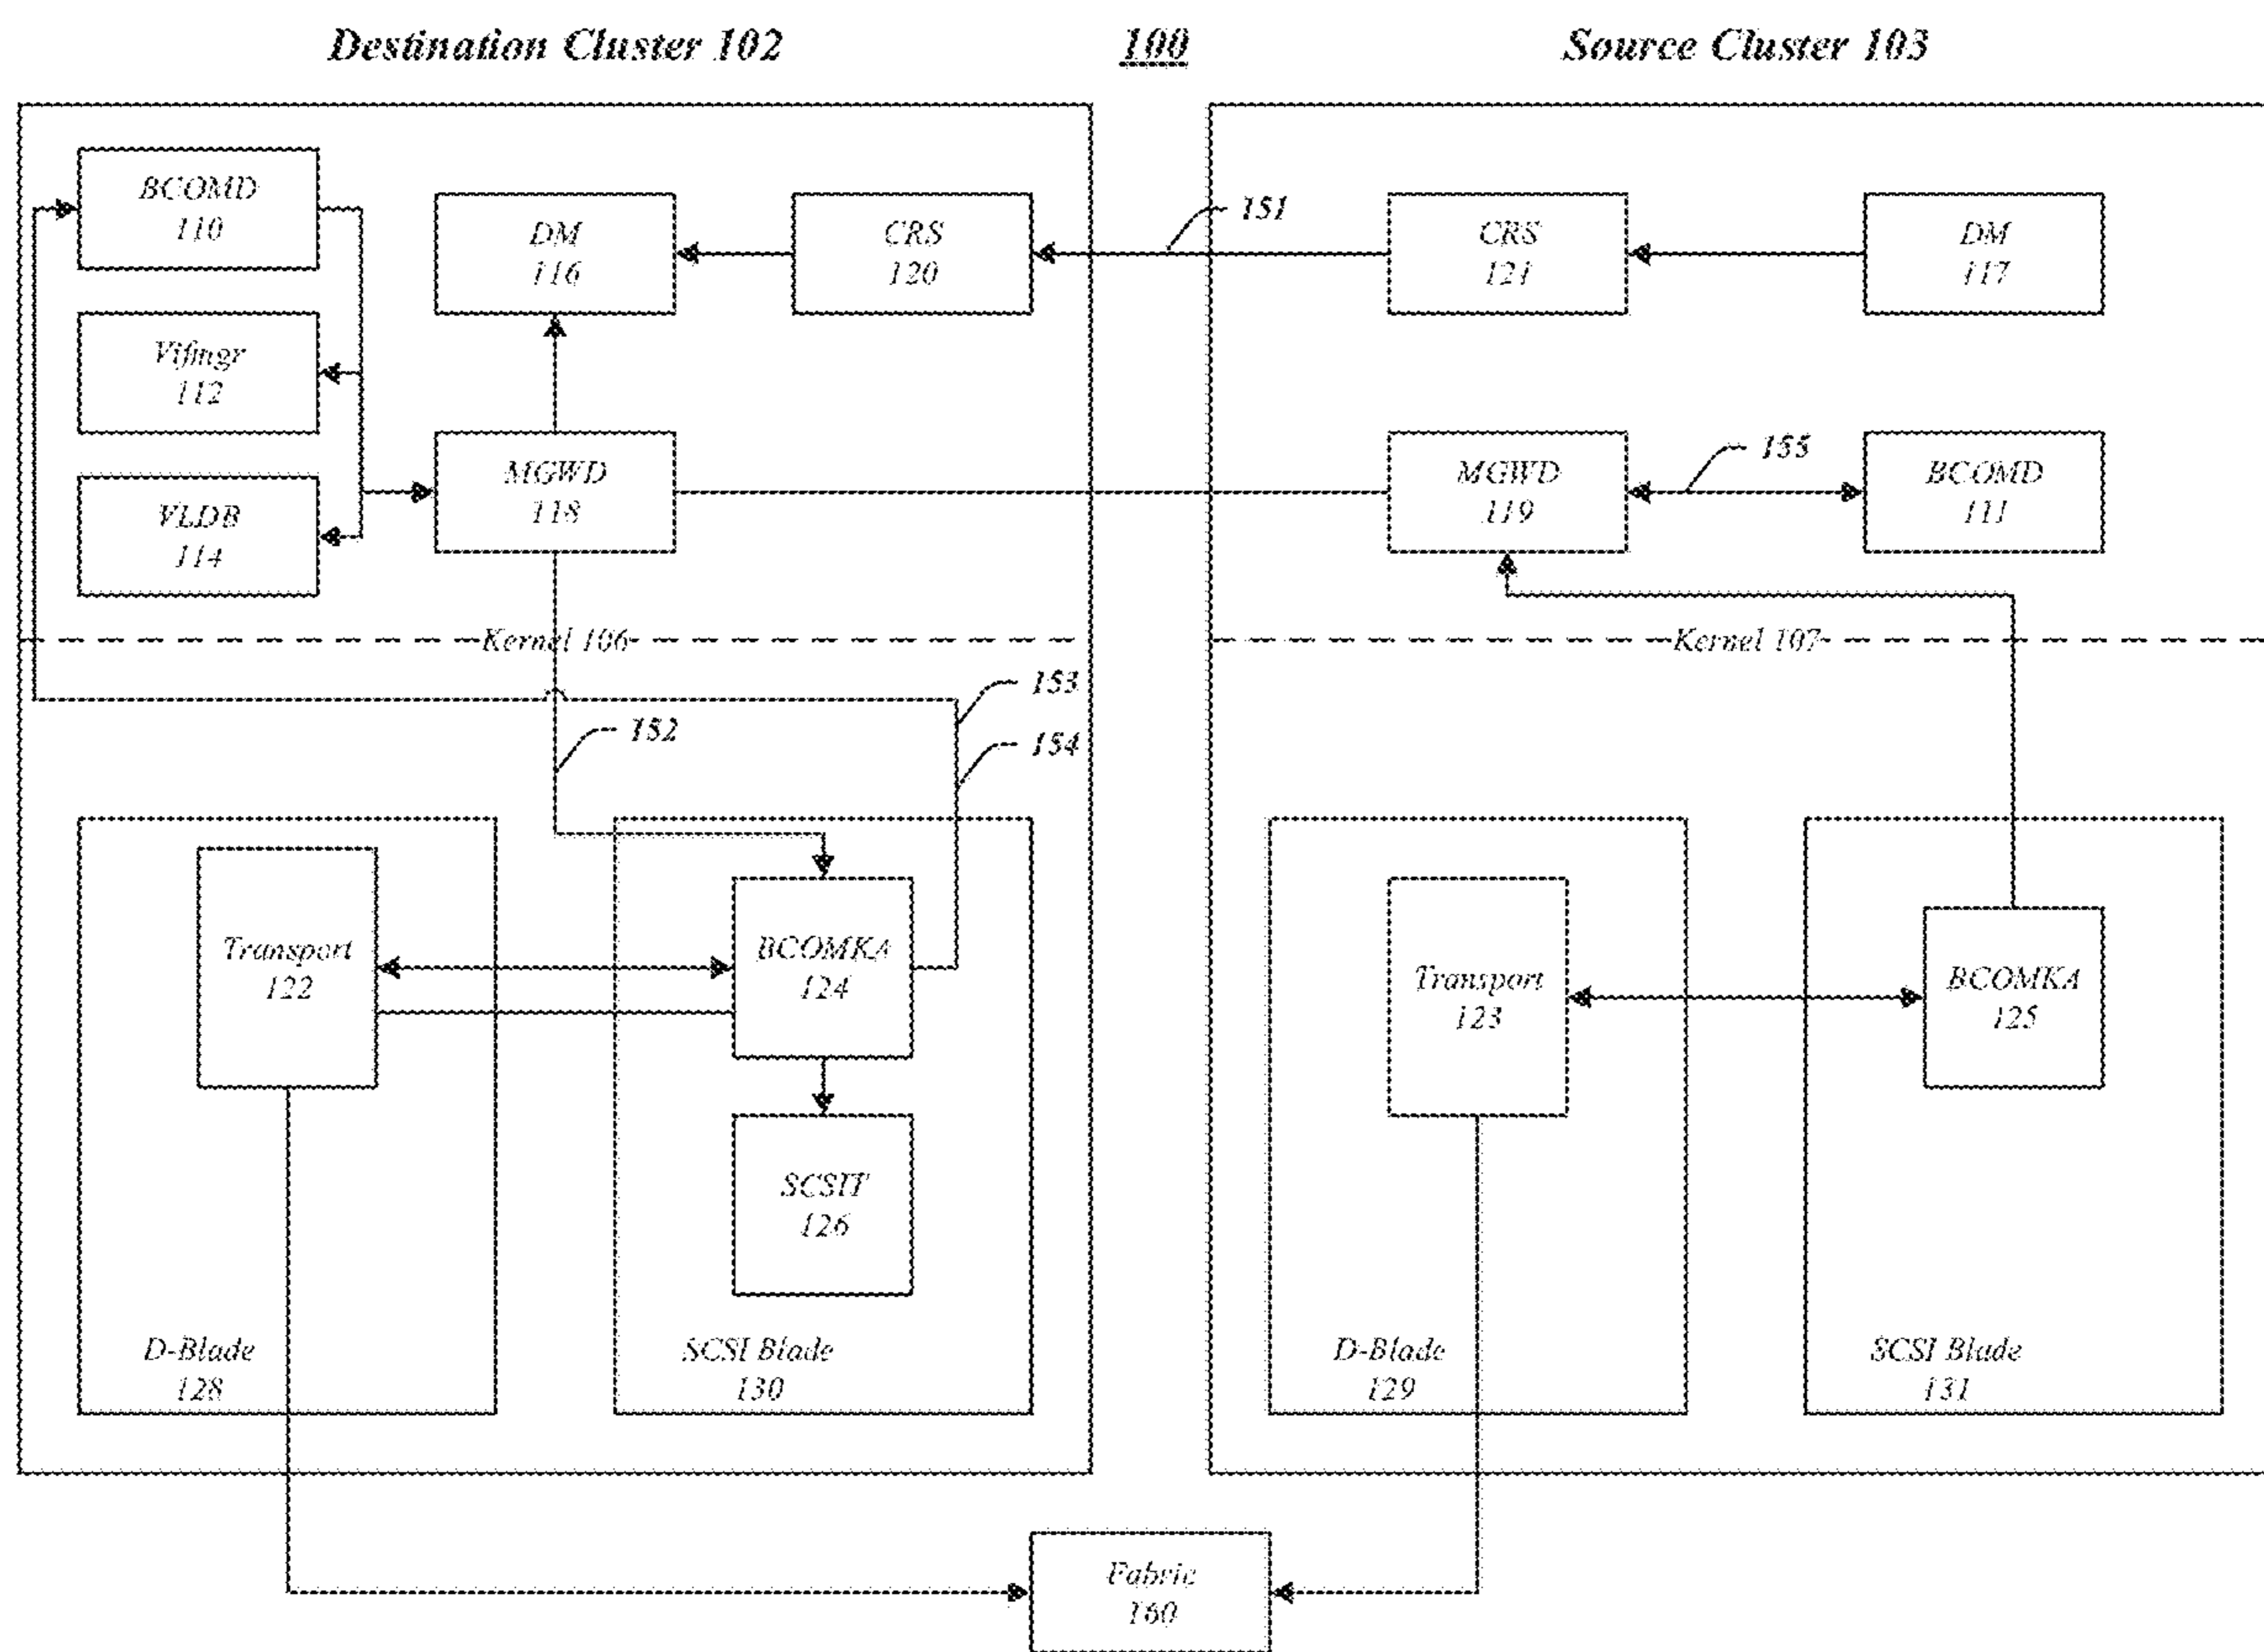 Destination Cluster 102
100
Source Cluster 103
BCOMD
110
DM
116
CRS
120
151
CRS
121
DM
117
Vifmgr
112
MGWD
118
MGWD
119
155
BCOMD
111
VLDB
114
Kernel 106
Kernel 107
153
152
154
Transport
122
BCOMKA
124
Transport
123
BCOMKA
125
SCSIT
126
D-Blade
128
SCSI Blade
130
D-Blade
129
SCSI Blade
131
Fabric
160